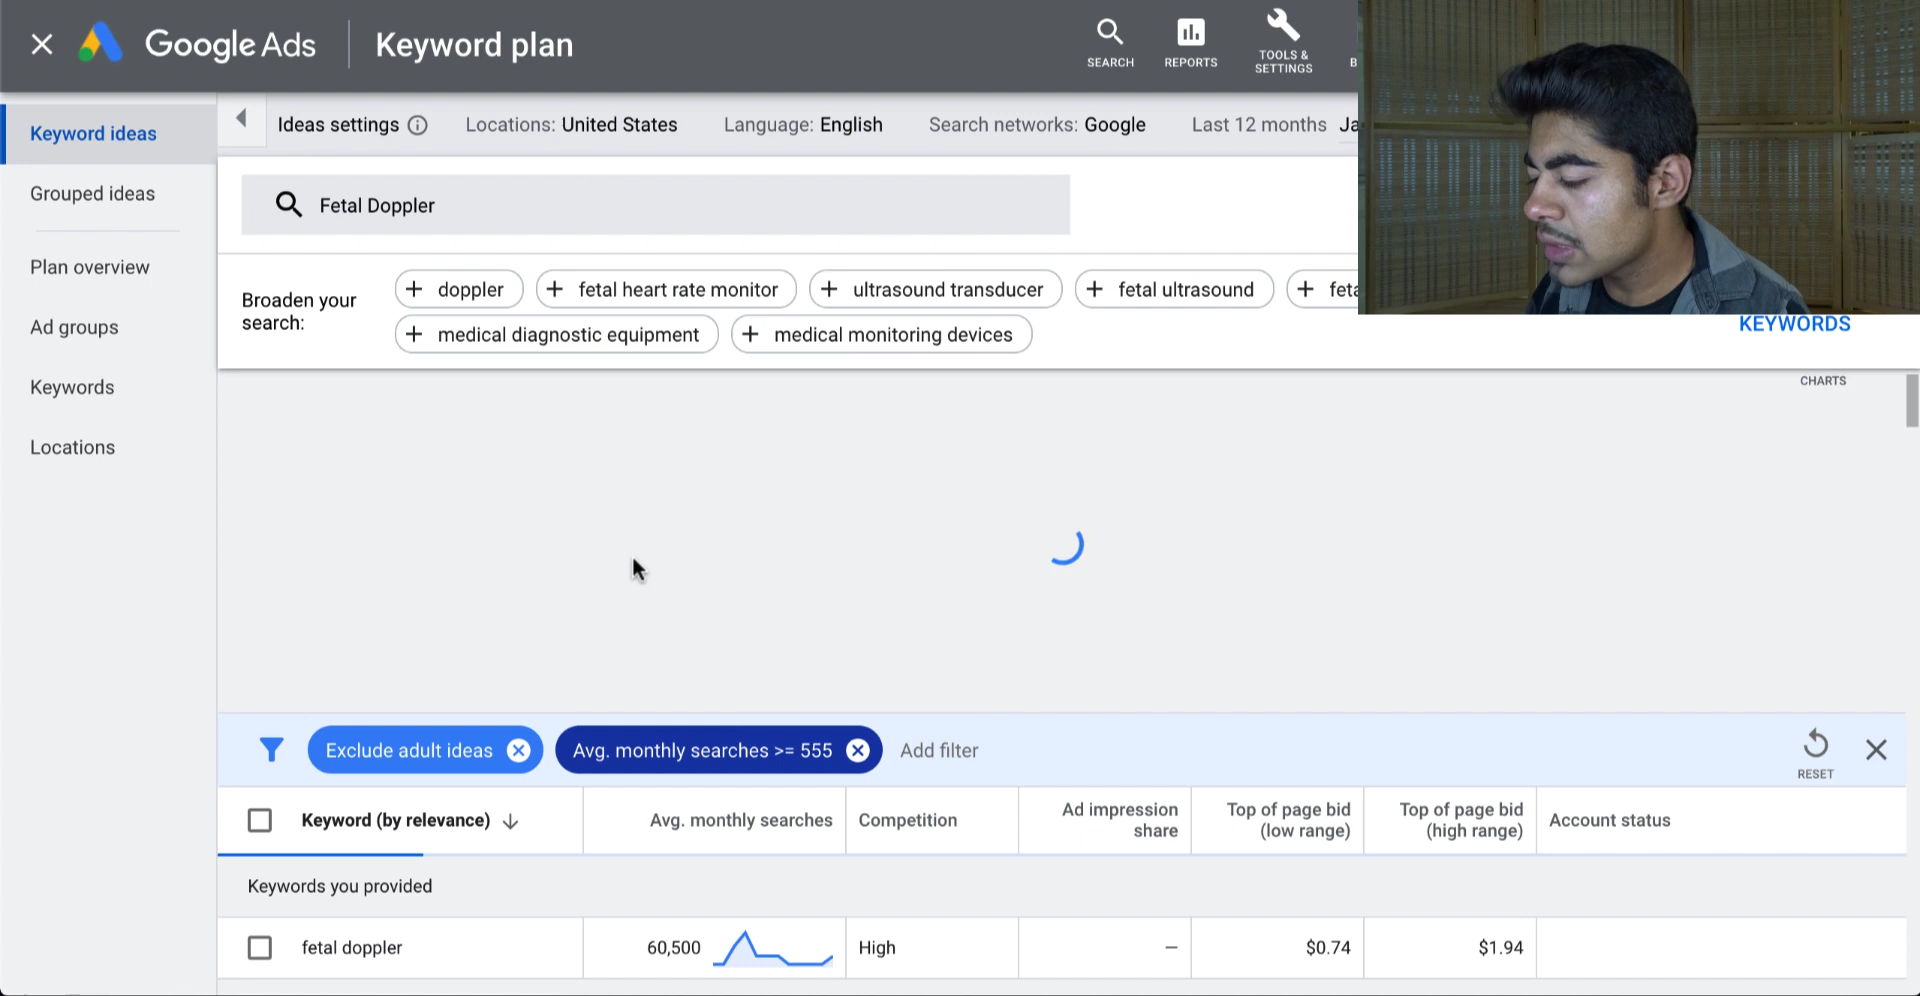 Google Ads
Keyword plan
SEARCH
REPORTS
TOOLS &
SETTINGS
B
Keyword ideas
Grouped ideas
Plan overview
Ad groups
Keywords
Locations
Ideas settings
Locations: United States
Language: English
Search networks: Google
Last 12 months
Ja
Fetal Doppler
Broaden your
search:
+ doppler
+ fetal heart rate monitor
+ ultrasound transducer
+ fetal ultrasound
+ feta
+ medical diagnostic equipment
+ medical monitoring devices
KEYWORDS
CHARTS
Exclude adult ideas
Avg. monthly searches >= 555
Add filter
RESET
Keyword (by relevance)
Avg. monthly searches
Competition
Ad impression
share
Top of page bid
(low range)
Top of page bid
(high range)
Account status
Keywords you provided
fetal doppler
60,500
High
–
$0.74
$1.94